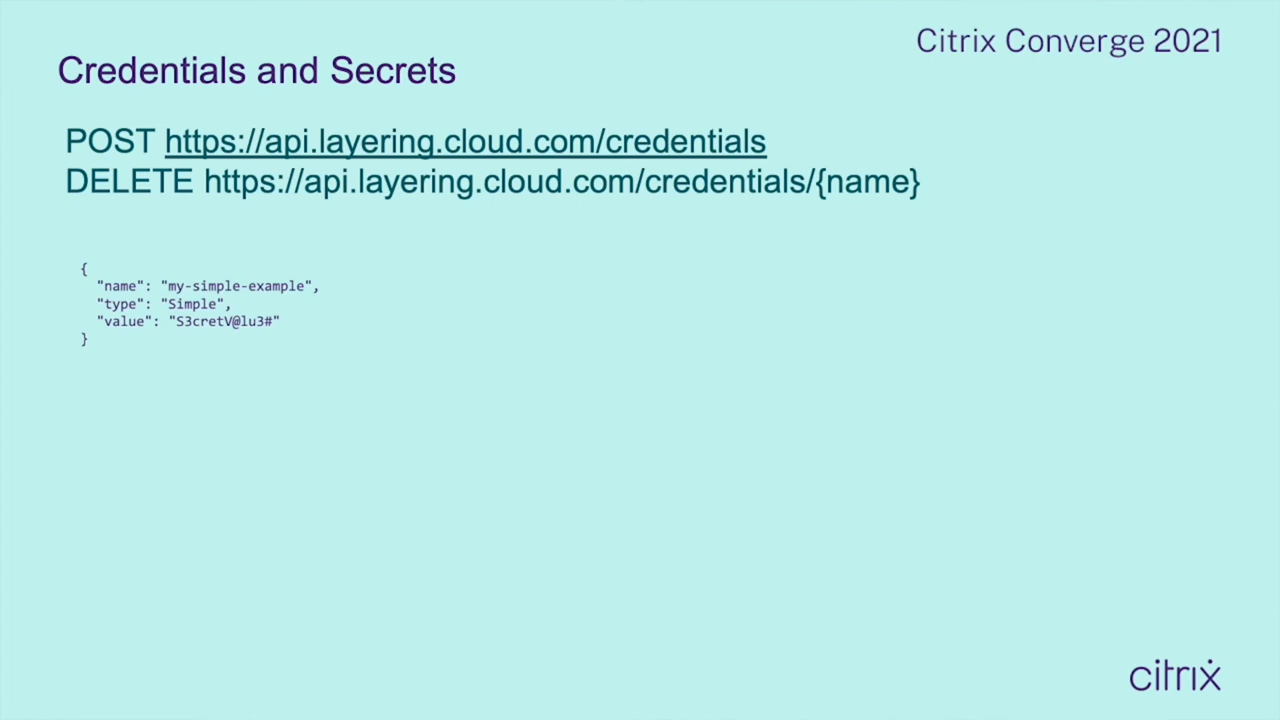 Citrix Converge 2021
Credentials and Secrets
POST https://api.layering.cloud.com/credentials
DELETE https://api.layering.cloud.com/credentials/{name}
{
"name": "my-simple-example",
"type": "Simple",
"value": "S3cretV@lu3#"
}
citrix